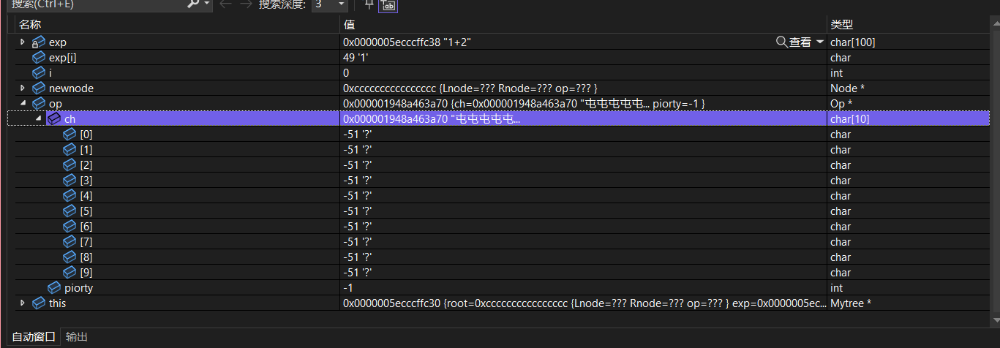 搜索(Ctrl+E) 搜索深度: 3
名称 值 类型
exp 0x0000005ecccffc38 "1+2" 查看 char[100]
exp[i] 49 '1' char
i 0 int
newnode 0xcccccccccccccccc {Lnode=??? Rnode=??? op=??? } Node *
op 0x000001948a463a70 {ch=0x000001948a463a70 "屯屯屯屯屯... piorty=-1 } Op *
ch 0x000001948a463a70 "屯屯屯屯屯... char[10]
[0] -51 '?' char
[1] -51 '?' char
[2] -51 '?' char
[3] -51 '?' char
[4] -51 '?' char
[5] -51 '?' char
[6] -51 '?' char
[7] -51 '?' char
[8] -51 '?' char
[9] -51 '?' char
piorty -1 int
this 0x0000005ecccffc30 {root=0xcccccccccccccccc {Lnode=??? Rnode=??? op=??? } exp=0x0000005ec... Mytree *
自动窗口 输出